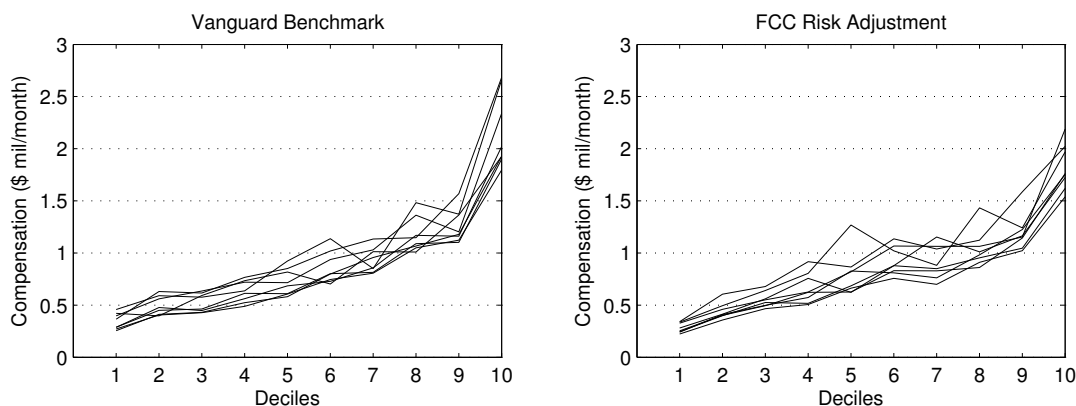 Vanguard Benchmark
3
2.5
2
1.5
1
0.5
0
Compensation ($ mil/month)
1 2 3 4 5 6 7 8 9 10
Deciles
FCC Risk Adjustment
3
2.5
2
1.5
1
0.5
0
Compensation ($ mil/month)
1 2 3 4 5 6 7 8 9 10
Deciles